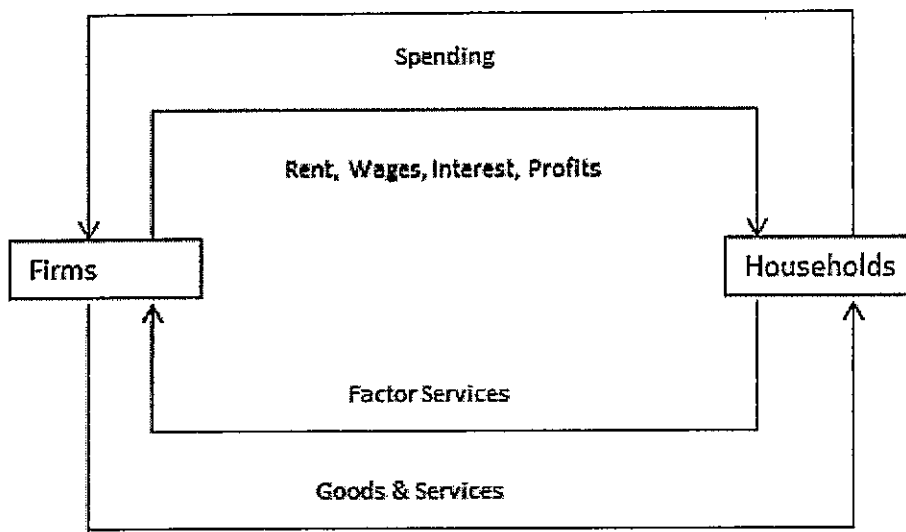 Spending
Rent, Wages, Interest, Profits
Firms
Households
Factor Services
Goods & Services